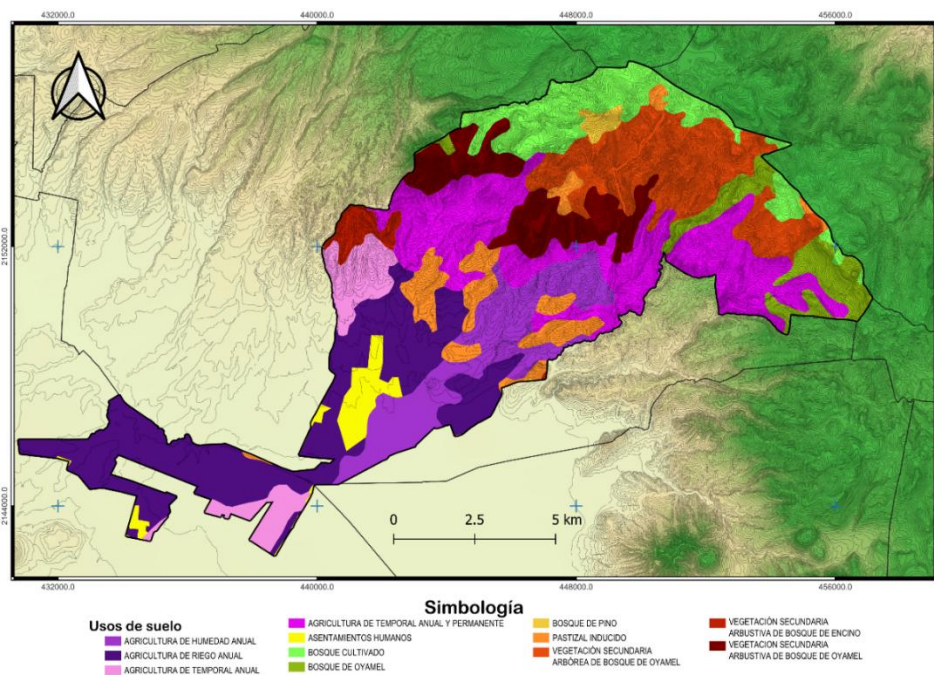 432000.0
440000.0
448000.0
456000.0
2152000.0
2152000.0
2144000.0
2144000.0
0
2.5
5 km
432000.0
440000.0
448000.0
456000.0
Simbología
Usos de suelo
AGRICULTURA DE HUMEDAD ANUAL
AGRICULTURA DE RIEGO ANUAL
AGRICULTURA DE TEMPORAL ANUAL
AGRICULTURA DE TEMPORAL ANUAL Y PERMANENTE
ASENTAMIENTOS HUMANOS
BOSQUE CULTIVADO
BOSQUE DE OYAMEL
BOSQUE DE PINO
PASTIZAL INDUCIDO
VEGETACIÓN SECUNDARIA
ARBÓREA DE BOSQUE DE OYAMEL
VEGETACIÓN SECUNDARIA
ARBUSTIVA DE BOSQUE DE ENCINO
VEGETACIÓN SECUNDARIA
ARBUSTIVA DE BOSQUE DE OYAMEL